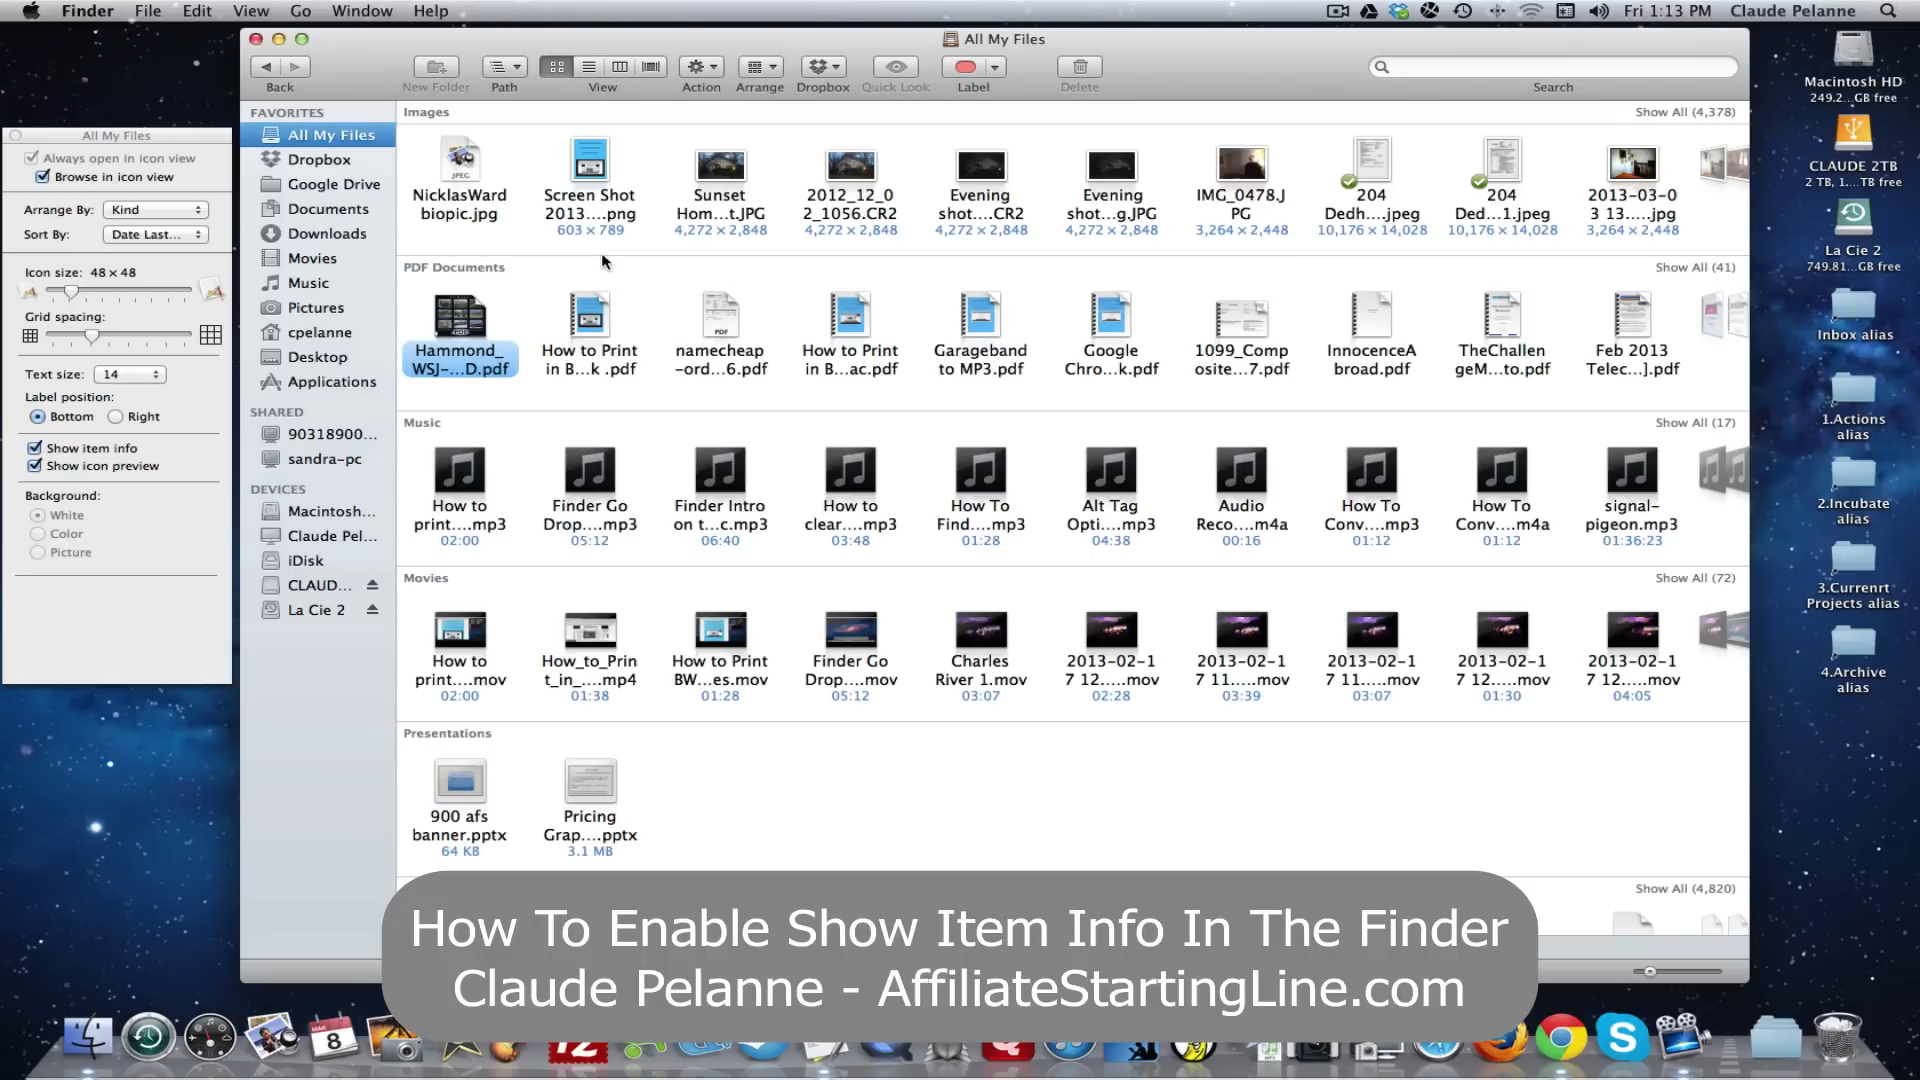 Finder File Edit View Go Window Help
Fri 1:13 PM Claude Pelanne
All My Files
Back
New Folder
Path
View
Action
Arrange
Dropbox
Quick Look
Label
Delete
Search
All My Files
Always open in icon view
Browse in icon view
Arrange By: Kind
Sort By: Date Last...
Icon size: 48 × 48
Grid spacing:
Text size: 14
Label position:
Bottom Right
Show item info
Show icon preview
Background:
White
Color
Picture
FAVORITES
All My Files
Dropbox
Google Drive
Documents
Downloads
Movies
Music
Pictures
cpelanne
Desktop
Applications
SHARED
90318900...
sandra-pc
DEVICES
Macintosh...
Claude Pel...
iDisk
CLAUD...
La Cie 2
Images Show All (4,378)
JPEG
NicklasWard
biopic.jpg
Screen Shot
2013....png
603 × 789
Sunset
Hom...t.JPG
4,272 × 2,848
2012_12_0
2_1056.CR2
4,272 × 2,848
Evening
shot....CR2
4,272 × 2,848
Evening
shot...g.JPG
4,272 × 2,848
IMG_0478.J
PG
3,264 × 2,448
204
Dedh....jpeg
10,176 × 14,028
204
Ded...1.jpeg
10,176 × 14,028
2013-03-0
3 13.....jpg
3,264 × 2,448
PDF Documents Show All (41)
Hammond_
WSJ-...D.pdf
How to Print
in B...k .pdf
PDF
namecheap
-ord...6.pdf
How to Print
in B...ac.pdf
Garageband
to MP3.pdf
Google
Chro...k.pdf
1099_Comp
osite...7.pdf
InnocenceA
broad.pdf
TheChallen
geM...to.pdf
Feb 2013
Telec...].pdf
Music Show All (17)
How to
print....mp3
02:00
Finder Go
Drop...mp3
05:12
Finder Intro
on t...c.mp3
06:40
How to
clear....mp3
03:48
How To
Find...mp3
01:28
Alt Tag
Opti...mp3
04:38
Audio
Reco...m4a
00:16
How To
Conv....mp3
01:12
How To
Conv...m4a
01:12
signal-
pigeon.mp3
01:36:23
Movies Show All (72)
How to
print....mov
02:00
How_to_Prin
t_in_...mp4
01:38
How to Print
BW...es.mov
01:28
Finder Go
Drop....mov
05:12
Charles
River 1.mov
03:07
2013-02-1
7 12.....mov
02:28
2013-02-1
7 11.....mov
03:39
2013-02-1
7 11.....mov
03:07
2013-02-1
7 12.....mov
01:30
2013-02-1
7 12.....mov
04:05
Presentations
900 afs
banner.pptx
64 KB
Pricing
Grap....pptx
3.1 MB
Show All (4,820)
Macintosh HD
249.2...GB free
CLAUDE 2TB
2 TB, 1....TB free
La Cie 2
749.81...GB free
Inbox alias
1.Actions
alias
2.Incubate
alias
3.Currenrt
Projects alias
4.Archive
alias
How To Enable Show Item Info In The Finder
Claude Pelanne - AffiliateStartingLine.com
MAR
8